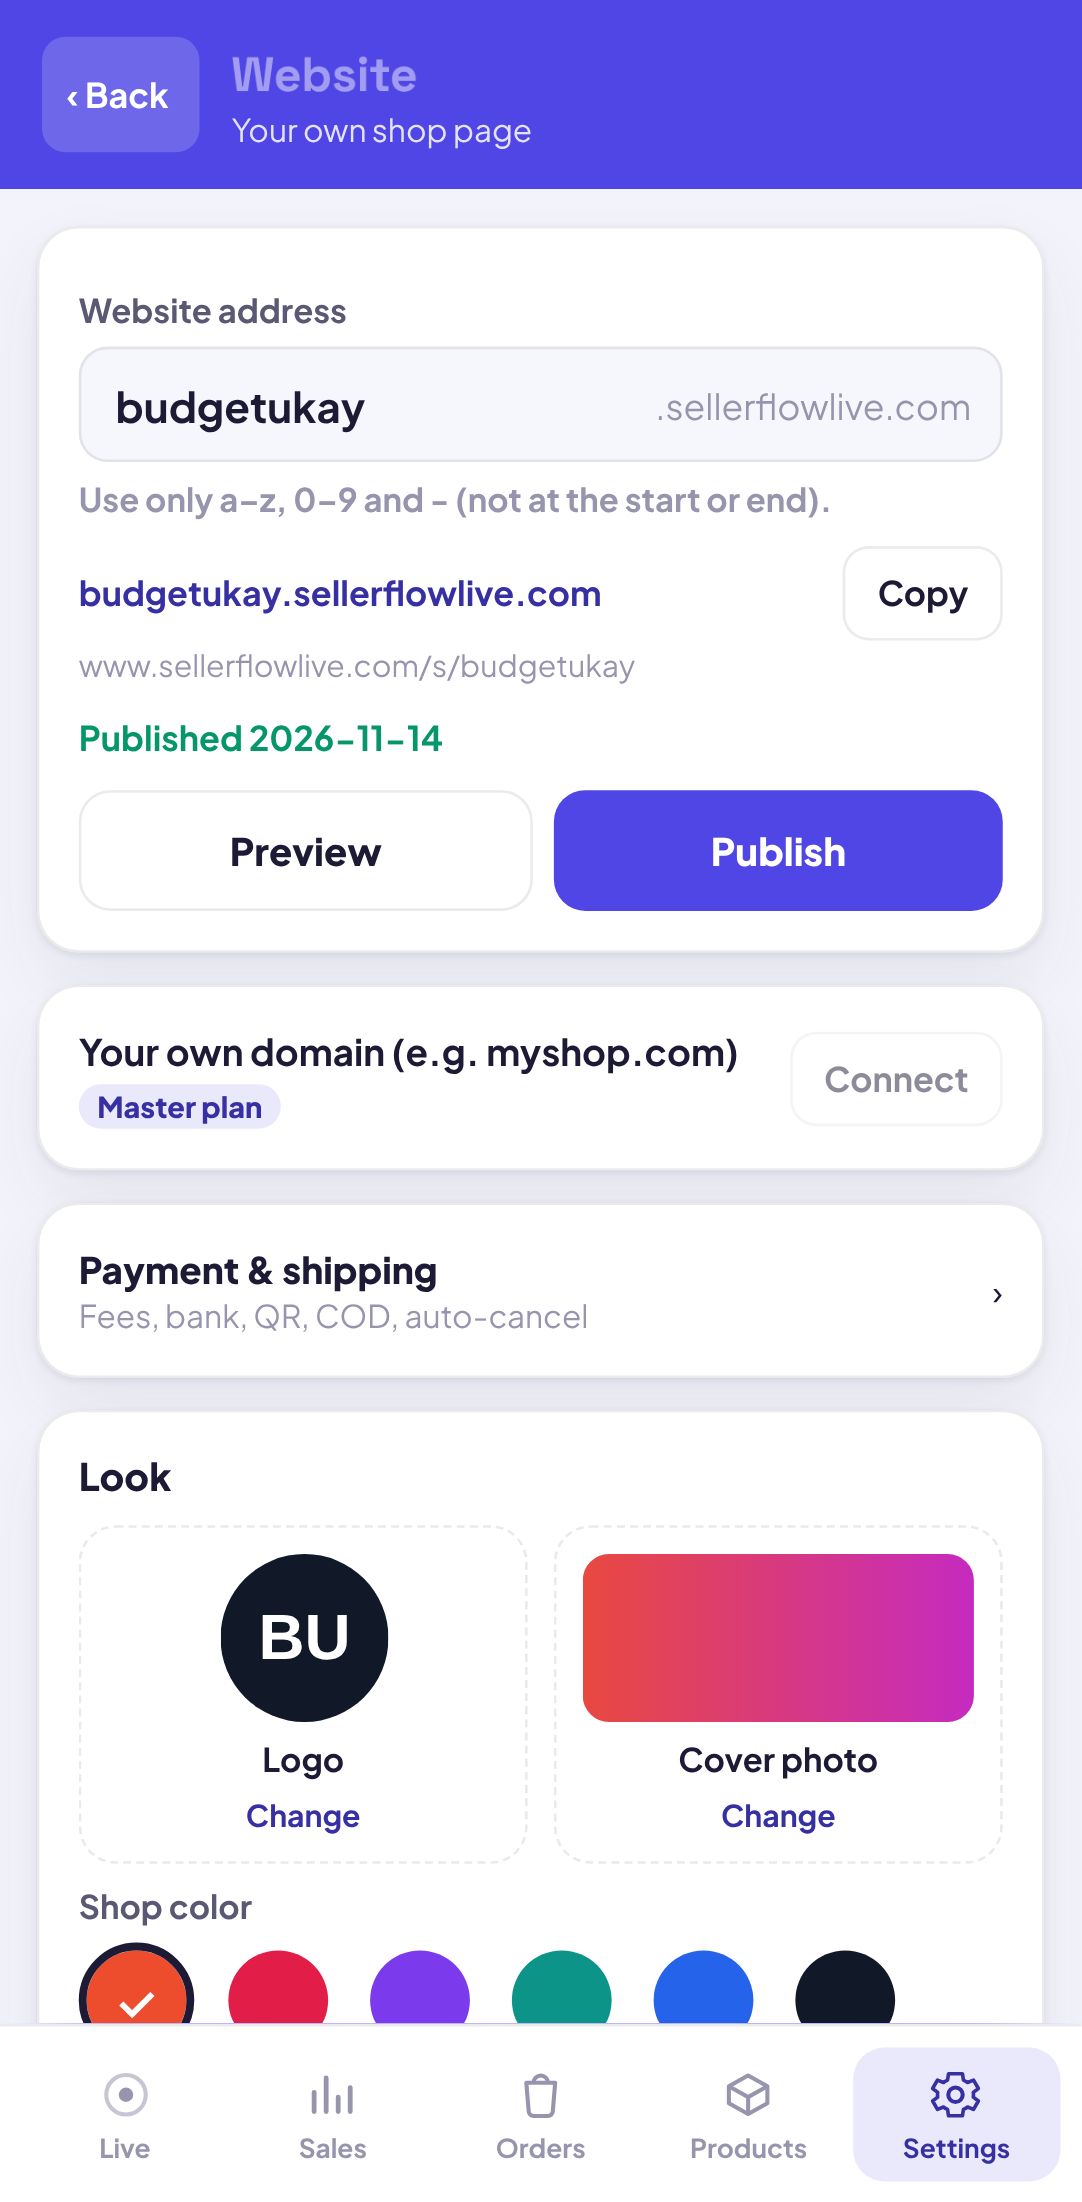 ‹ Back
Website
Your own shop page
Website address
budgetukay
.sellerflowlive.com
Use only a–z, 0–9 and - (not at the start or end).
budgetukay.sellerflowlive.com
Copy
www.sellerflowlive.com/s/budgetukay
Published 2026-11-14
Preview
Publish
Your own domain (e.g. myshop.com)
Master plan
Connect
Payment & shipping
Fees, bank, QR, COD, auto-cancel
›
Look
BU
Logo
Change
Cover photo
Change
Shop color
Live
Sales
Orders
Products
Settings